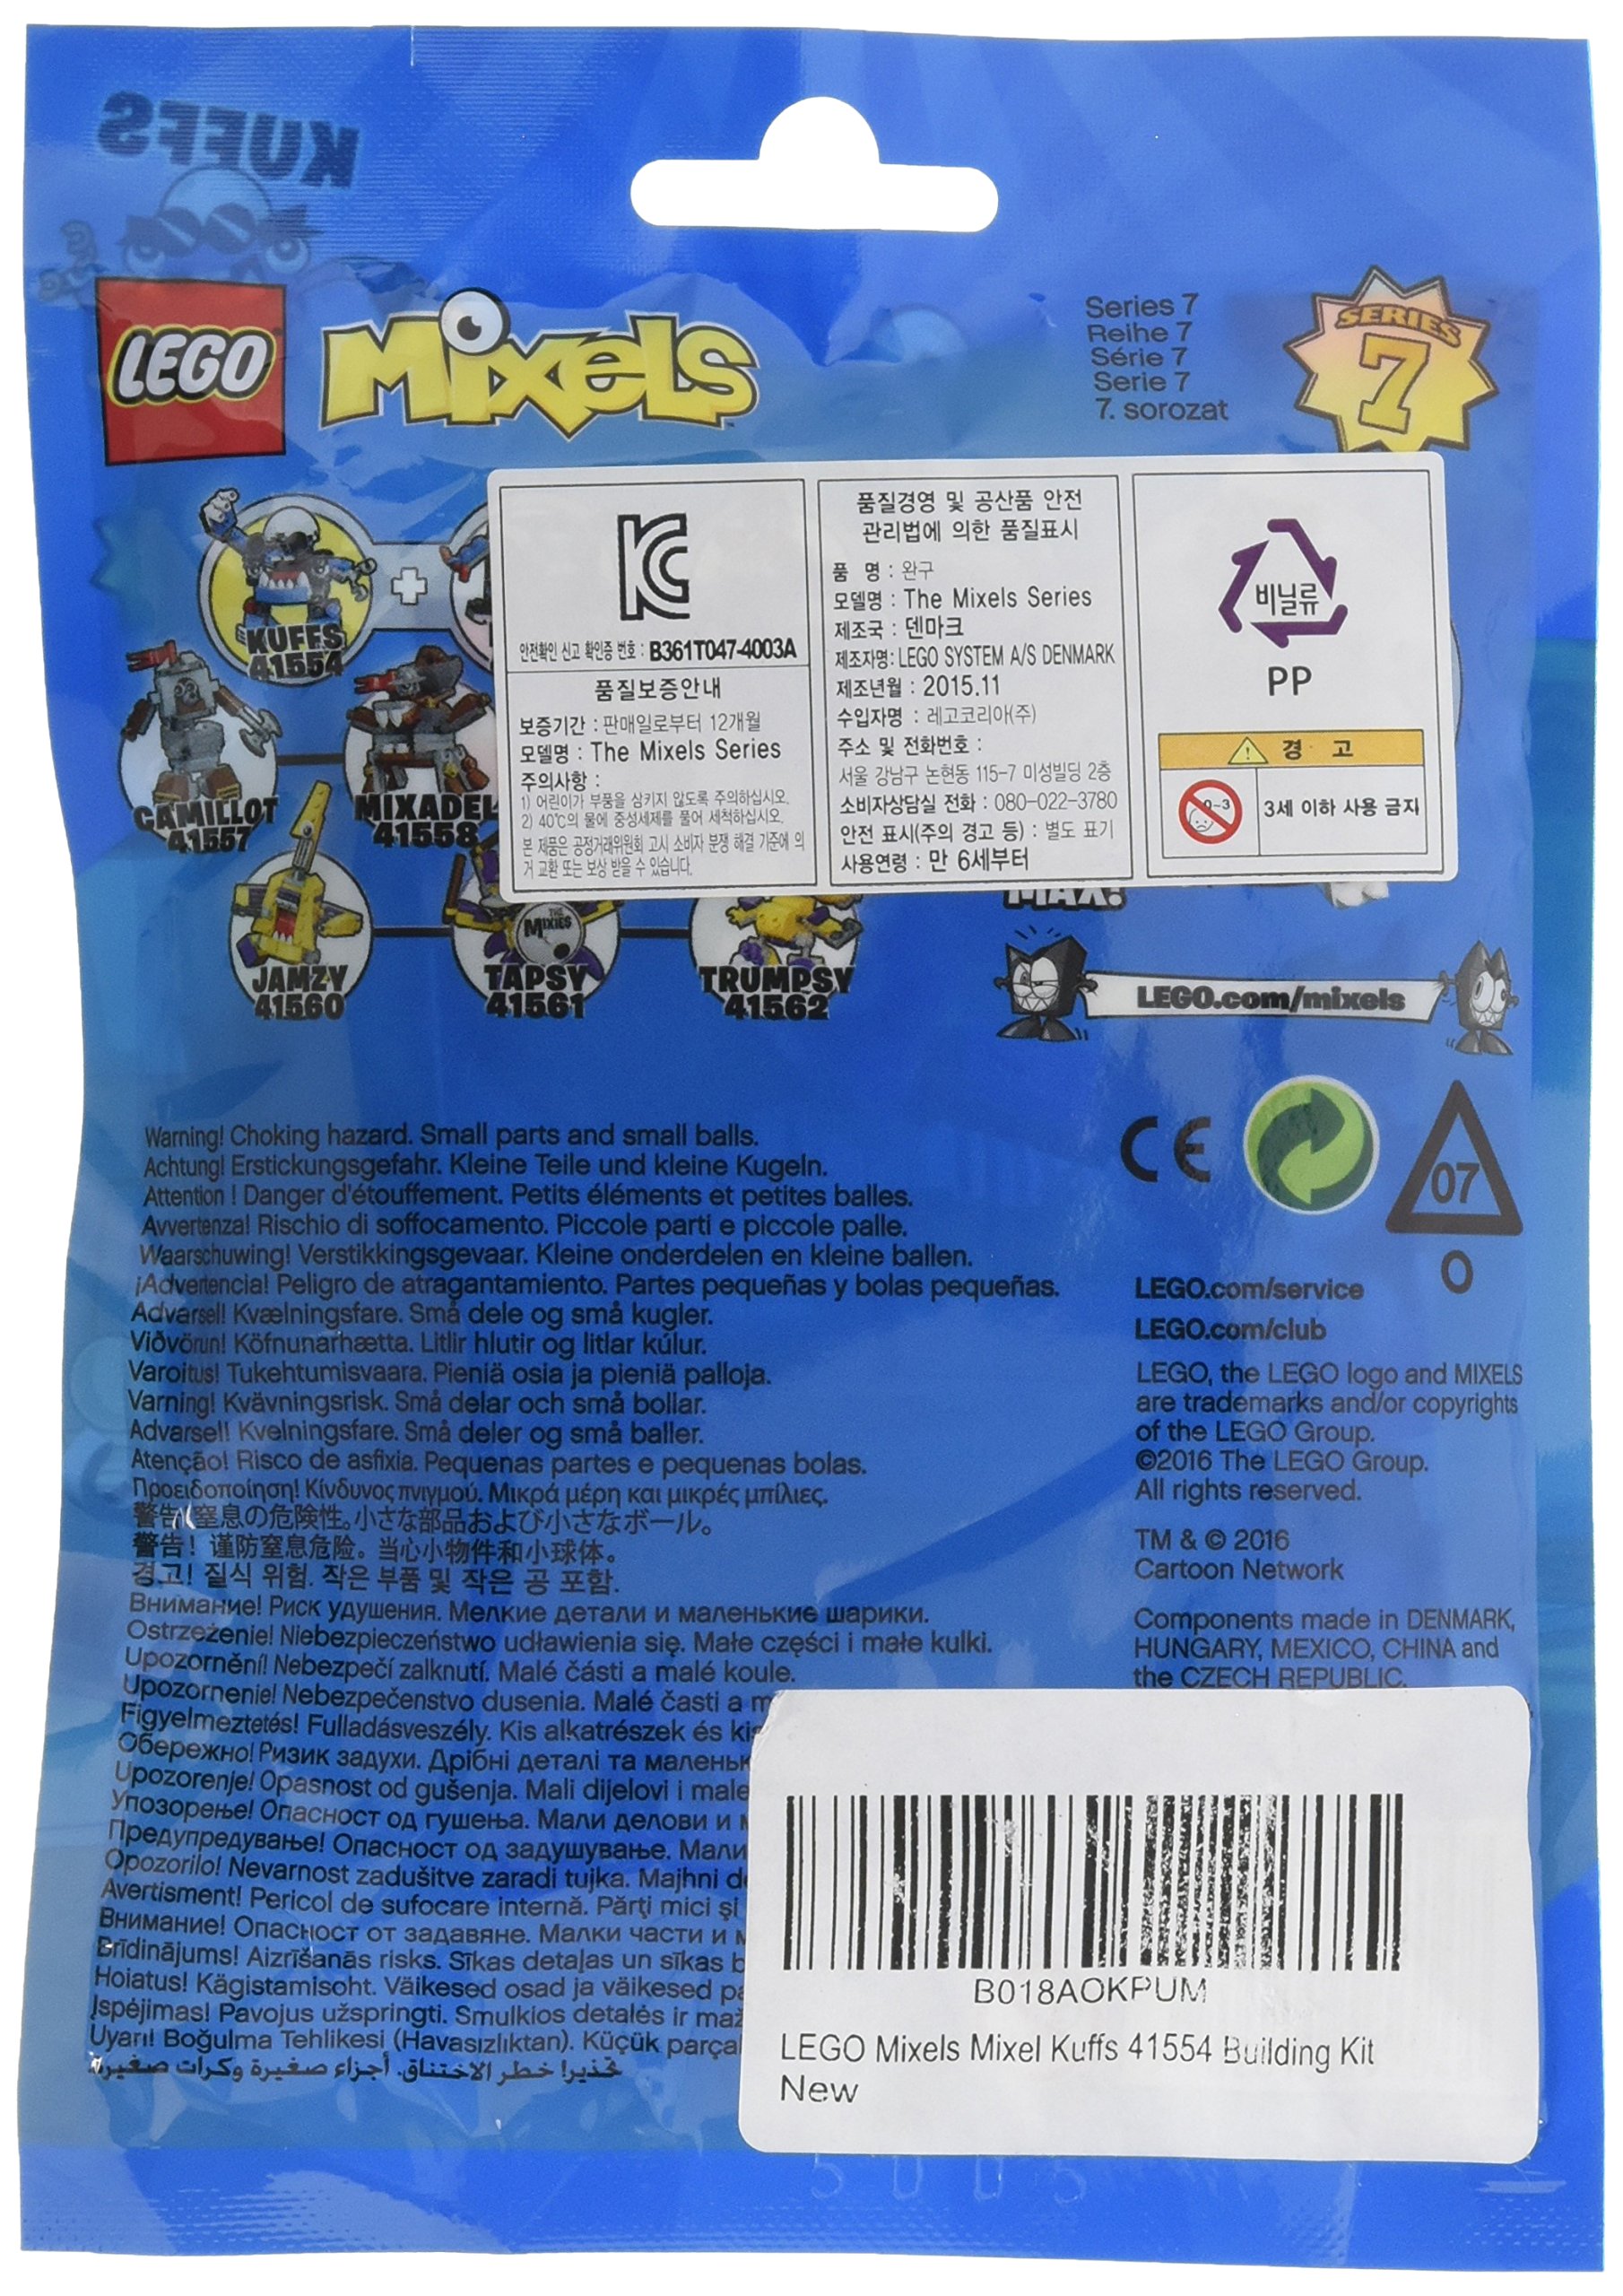 KUFFS
LEGO
Mixels
Series 7
Reihe 7
Série 7
Serie 7
7. sorozat
SERIES
7
KUFFS
41554
CAMILLOT
41557
MIXADEL
41558
JAMZY
41560
THE MIXIES
TAPSY
41561
TRUMPSY
41562
KC
안전확인 신고 확인증 번호 : B361T047-4003A
품질보증안내
보증기간 : 판매일로부터 12개월
모델명 : The Mixels Series
주의사항 :
1) 어린이가 부품을 삼키지 않도록 주의하십시오.
2) 40℃의 물에 중성세제를 풀어 세척하십시오.
본 제품은 공정거래위원회 고시 소비자 분쟁 해결 기준에 의
거 교환 또는 보상 받을 수 있습니다.
품질경영 및 공산품 안전
관리법에 의한 품질표시
품 명 : 완구
모델명 : The Mixels Series
제조국 : 덴마크
제조자명: LEGO SYSTEM A/S DENMARK
제조년월 : 2015.11
수입자명 : 레고코리아(주)
주소 및 전화번호 :
서울 강남구 논현동 115-7 미성빌딩 2층
소비자상담실 전화 : 080-022-3780
안전 표시(주의 경고 등) : 별도 표기
사용연령 : 만 6세부터
비닐류
PP
경 고
0-3
3세 이하 사용 금지
MAX!
LEGO.com/mixels
Warning! Choking hazard. Small parts and small balls.
Achtung! Erstickungsgefahr. Kleine Teile und kleine Kugeln.
Attention ! Danger d'étouffement. Petits éléments et petites balles.
Avvertenza! Rischio di soffocamento. Piccole parti e piccole palle.
Waarschuwing! Verstikkingsgevaar. Kleine onderdelen en kleine ballen.
¡Advertencia! Peligro de atragantamiento. Partes pequeñas y bolas pequeñas.
Advarsel! Kvælningsfare. Små dele og små kugler.
Viðvörun! Köfnunarhætta. Litlir hlutir og litlar kúlur.
Varoitus! Tukehtumisvaara. Pieniä osia ja pieniä palloja.
Varning! Kvävningsrisk. Små delar och små bollar.
Advarsel! Kvelningsfare. Små deler og små baller.
Atenção! Risco de asfixia. Pequenas partes e pequenas bolas.
Προειδοποίηση! Κίνδυνος πνιγμού. Μικρά μέρη και μικρές μπίλιες.
警告! 窒息の危険性。小さな部品および小さなボール。
警告！谨防窒息危险。当心小物件和小球体。
경고! 질식 위험. 작은 부품 및 작은 공 포함.
Внимание! Риск удушения. Мелкие детали и маленькие шарики.
Ostrzeżenie! Niebezpieczeństwo udławienia się. Małe części i małe kulki.
Upozornění! Nebezpečí zalknutí. Malé části a malé koule.
Upozornenie! Nebezpečenstvo dusenia. Malé časti a m
Figyelmeztetés! Fulladásveszély. Kis alkatrészek és kis
Обережно! Ризик задухи. Дрібні деталі та маленьк
Upozorenje! Opasnost od gušenja. Mali dijelovi i male
Упозорење! Опасност од гушења. Мали делови и м
Предупредување! Опасност од задушување. Мали
Opozorilo! Nevarnost zadušitve zaradi tujka. Majhni de
Avertisment! Pericol de sufocare internă. Părţi mici şi
Внимание! Опасност от задавяне. Малки части и м
Brīdinājums! Aizrīšanās risks. Sīkas detaļas un sīkas b
Hoiatus! Kägistamisoht. Väikesed osad ja väikesed pa
Įspėjimas! Pavojus užspringti. Smulkios detalės ir maž
Uyarı! Boğulma Tehlikesi (Havasızlıktan). Küçük parçal
تحذير! خطر الاختناق. أجزاء صغيرة وكرات صغيرة
CE
07
O
LEGO.com/service
LEGO.com/club
LEGO, the LEGO logo and MIXELS
are trademarks and/or copyrights
of the LEGO Group.
©2016 The LEGO Group.
All rights reserved.
TM & © 2016
Cartoon Network
Components made in DENMARK,
HUNGARY, MEXICO, CHINA and
the CZECH REPUBLIC.
B018AOKPUM
LEGO Mixels Mixel Kuffs 41554 Building Kit
New